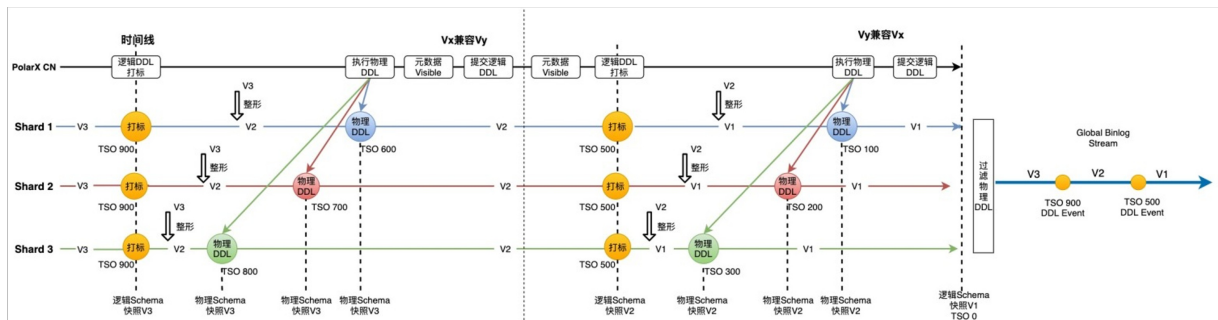 时间线
Vx兼容Vy
Vy兼容Vx
PolarX CN
逻辑DDL
打标
执行物理
DDL
元数据
Visible
提交逻辑
DDL
元数据
Visible
逻辑DDL
打标
执行物理
DDL
提交逻辑
DDL
V3
整形
V2
整形
Shard 1
V3
打标
V2
物理
DDL
V2
打标
V1
物理
DDL
V1
TSO 900
TSO 600
TSO 500
TSO 100
V3
整形
V2
整形
Shard 2
V3
打标
V2
物理
DDL
V2
打标
V1
物理
DDL
V1
TSO 900
TSO 700
TSO 500
TSO 200
V3
整形
V2
整形
Shard 3
V3
打标
V2
物理
DDL
V2
打标
V1
物理
DDL
V1
TSO 900
TSO 800
TSO 500
TSO 300
过滤物理DDL
Global Binlog
Stream
V3
V2
V1
TSO 900
DDL Event
TSO 500
DDL Event
逻辑Schema
快照V3
物理Schema
快照V3
物理Schema
快照V3
物理Schema
快照V3
逻辑Schema
快照V2
物理Schema
快照V2
物理Schema
快照V2
物理Schema
快照V2
逻辑Schema
快照V1
TSO 0